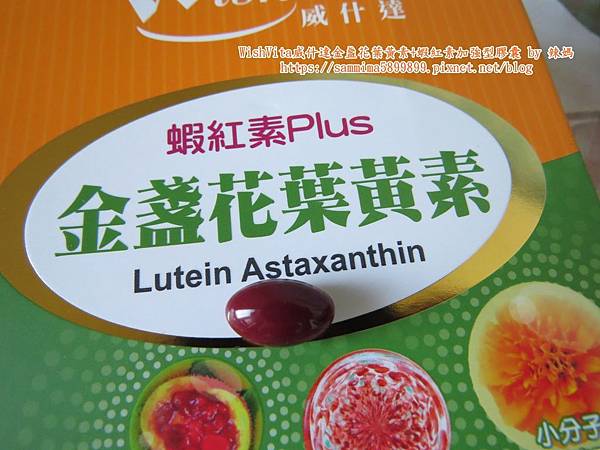 威什達
WishVita威什達金盞花葉黃素+蝦紅素加強型膠囊 by 辣媽
https://sammima5899899.pixnet.net/blog
蝦紅素Plus
金盞花葉黃素
Lutein Astaxanthin
小分子